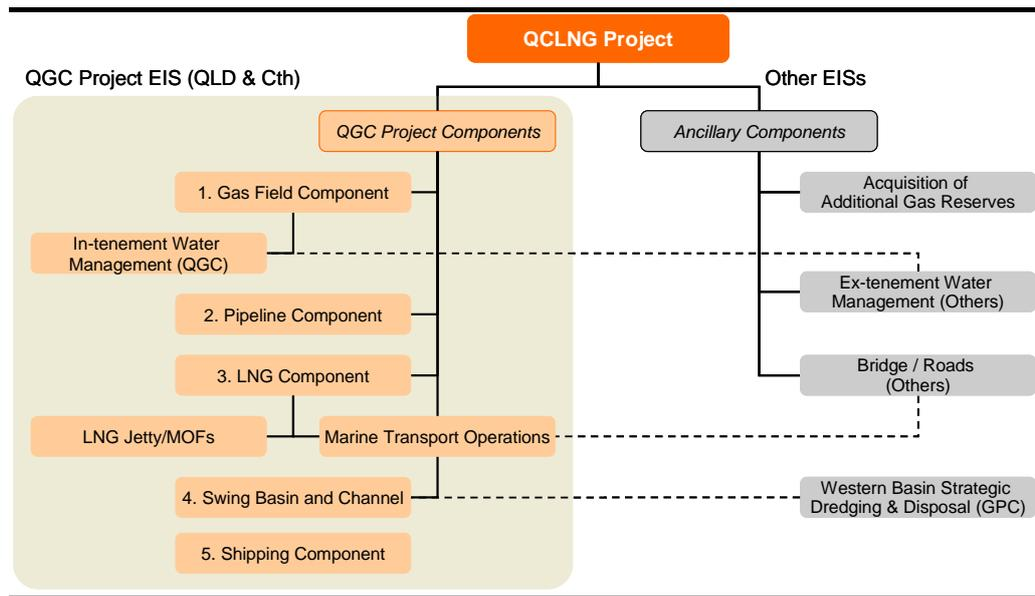 QCLNG Project
QGC Project EIS (QLD & Cth)
Other EISs
QGC Project Components
Ancillary Components
1. Gas Field Component
Acquisition of
Additional Gas Reserves
In-tenement Water
Management (QGC)
Ex-tenement Water
Management (Others)
2. Pipeline Component
3. LNG Component
Bridge / Roads
(Others)
LNG Jetty/MOFs
Marine Transport Operations
4. Swing Basin and Channel
Western Basin Strategic
Dredging & Disposal (GPC)
5. Shipping Component